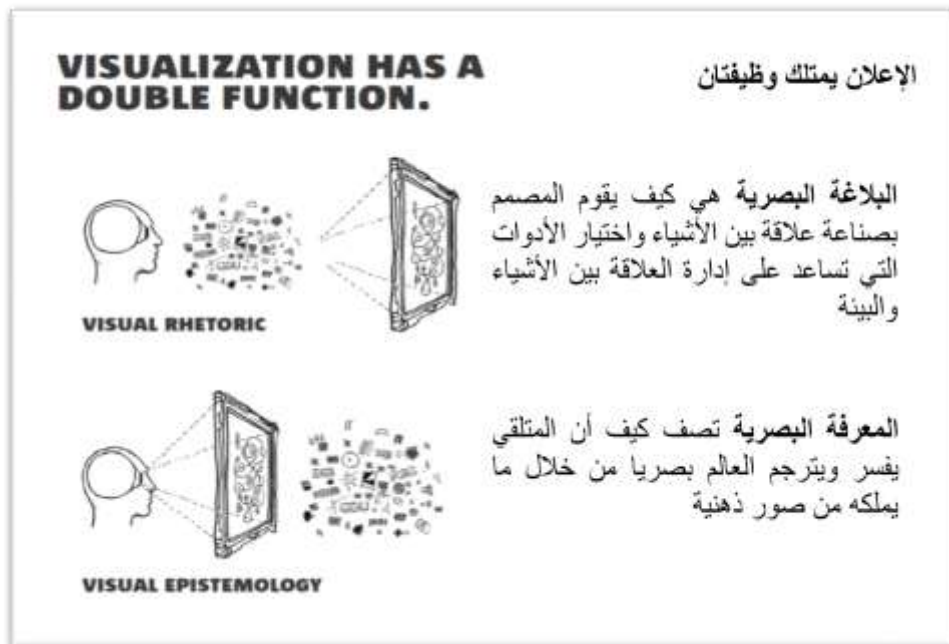 VISUALIZATION HAS A
DOUBLE FUNCTION.
الإعلان يمتلك وظيفتان
البلاغة البصرية هي كيف يقوم المصمم
بصناعة علاقة بين الأشياء واختيار الأدوات
التي تساعد على إدارة العلاقة بين الأشياء
والبيئة
VISUAL RHETORIC
المعرفة البصرية تصف كيف أن المتلقي
يفسر ويترجم العالم بصريا من خلال ما
يملكه من صور ذهنية
VISUAL EPISTEMOLOGY